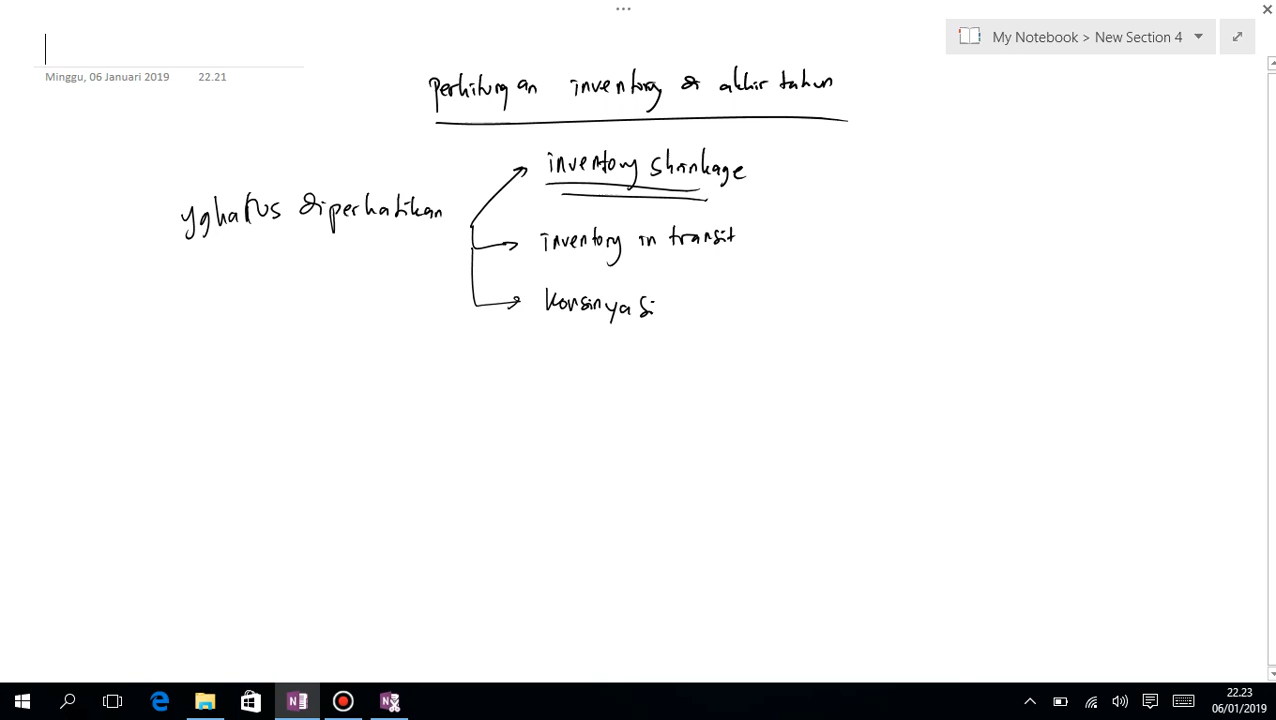 My Notebook > New Section 4
Minggu, 06 Januari 2019 22.21
perhitungan inventory di akhir tahun
inventory shrinkage
yg harus diperhatikan
inventory in transit
konsinyasi
22.23
06/01/2019